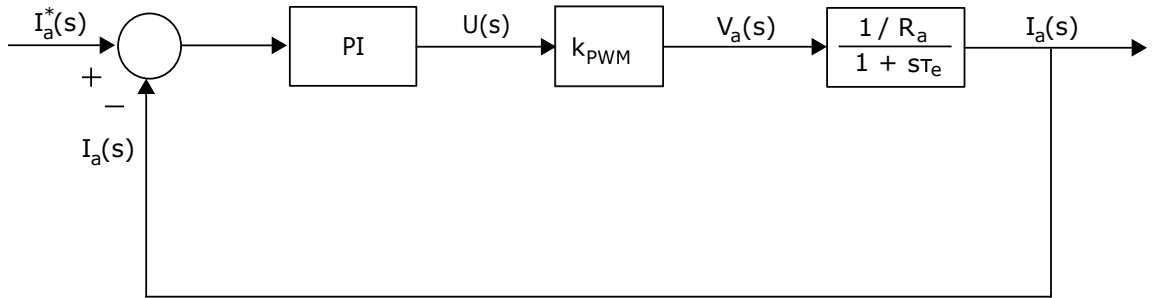 I*a(s)
PI
U(s)
kPWM
Va(s)
1 / Ra
1 + sτe
Ia(s)
+
−
Ia(s)